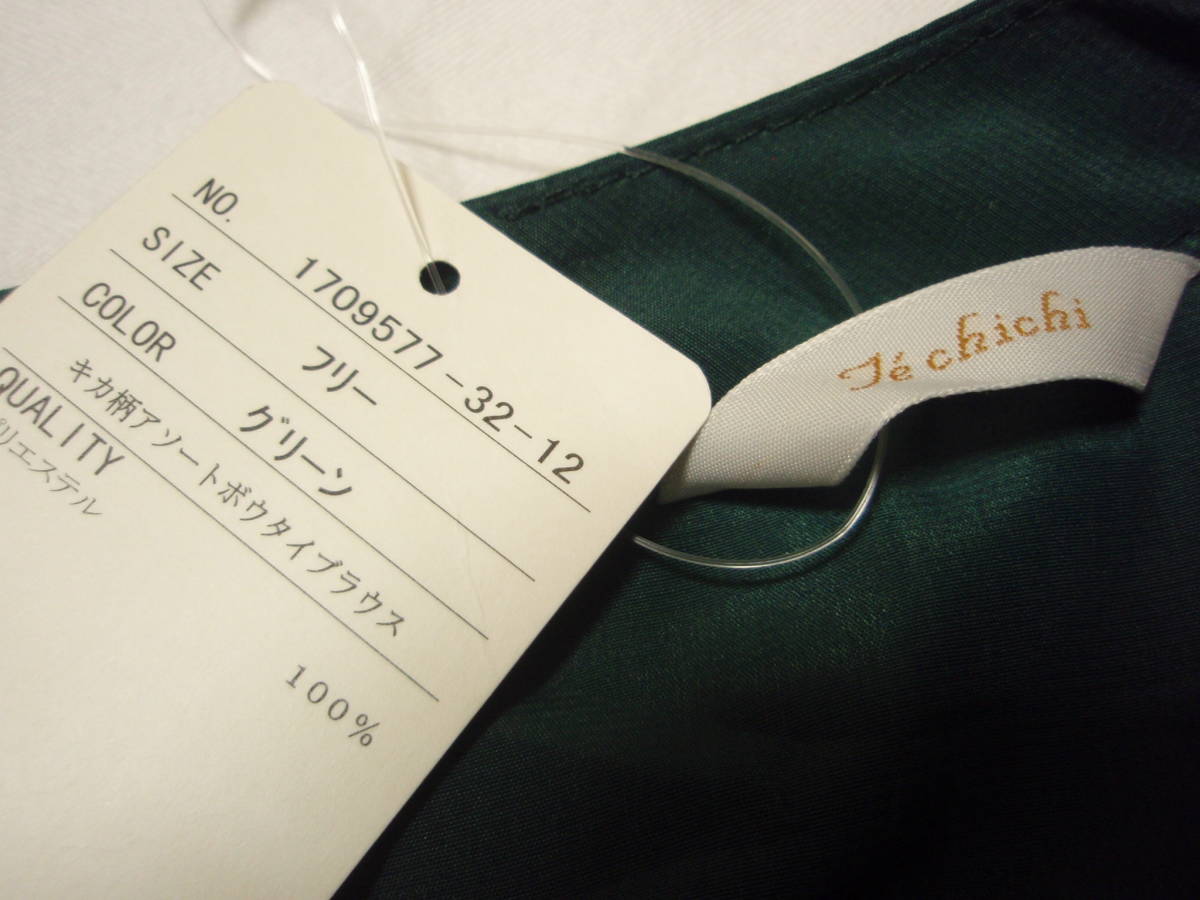 NO. 1709577-32-12
SIZE フリー
COLOR グリーン
キカ柄アソートボウタイブラウス
QUALITY
ポリエステル
100%
Té chichi